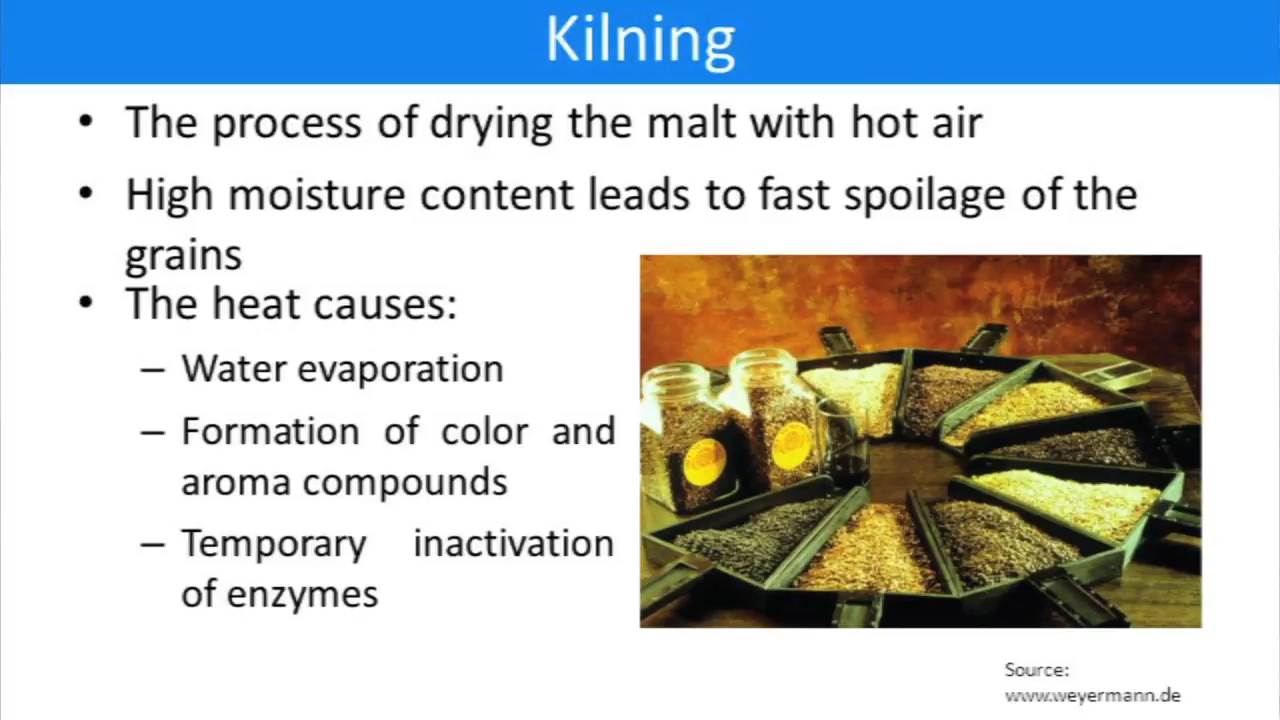 Kilning
• The process of drying the malt with hot air
• High moisture content leads to fast spoilage of the
grains
• The heat causes:
– Water evaporation
– Formation of color and
aroma compounds
– Temporary inactivation
of enzymes
Source:
www.weyermann.de